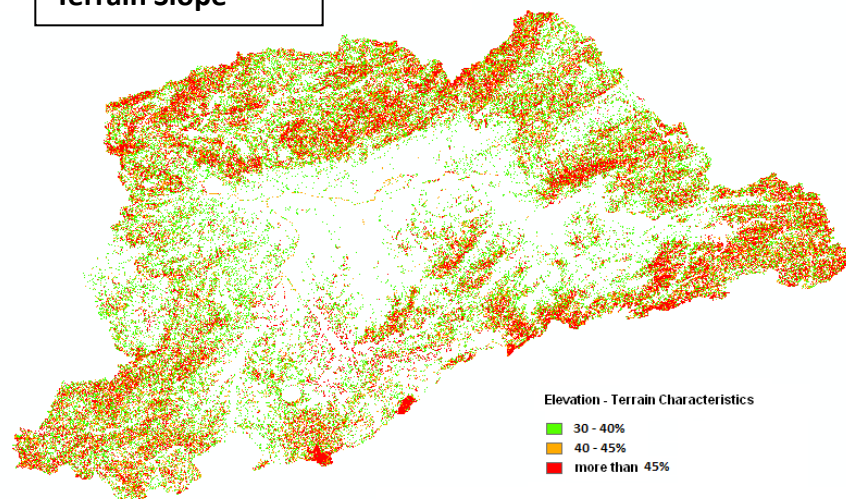 Terrain Slope
Elevation - Terrain Characteristics
30 - 40%
40 - 45%
more than 45%